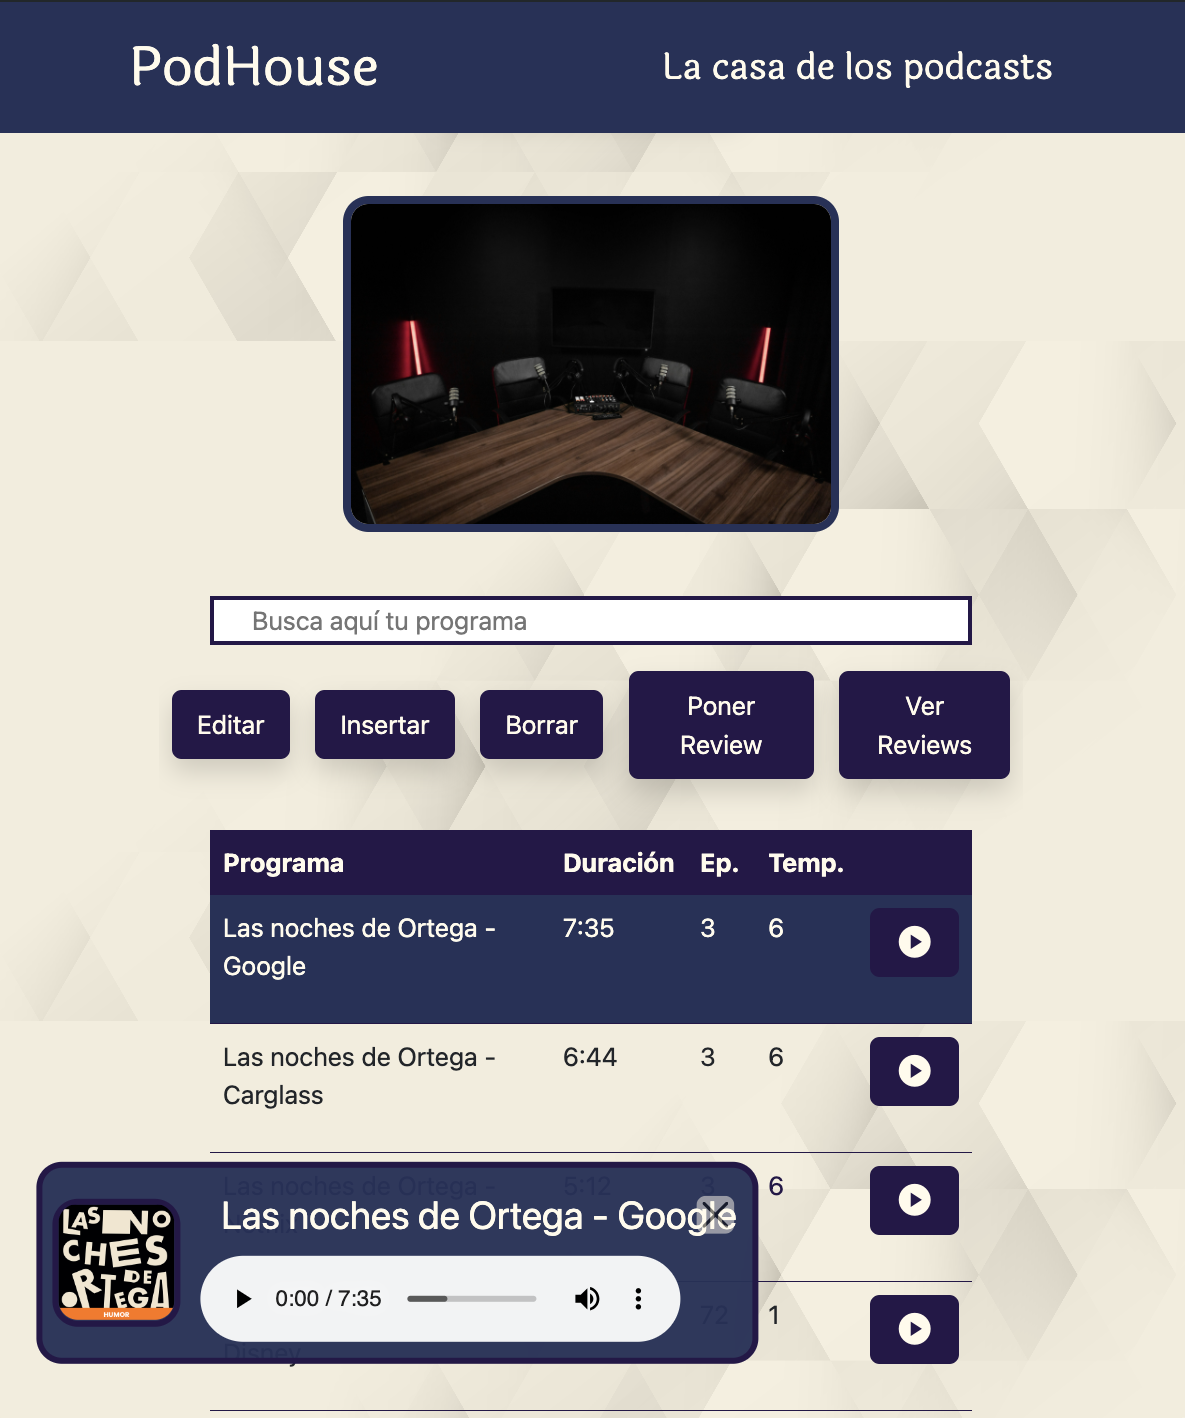 PodHouse
La casa de los podcasts
Busca aquí tu programa
Editar
Insertar
Borrar
Poner
Review
Ver
Reviews
Programa Duración Ep. Temp.
Las noches de Ortega - 7:35 3 6
Google
Las noches de Ortega - 6:44 3 6
Carglass
Las noches de Ortega - 5:12 3 6
Las noches de Ortega - Google
LAS NO
CHES
DE
ORTEGA
HUMOR
0:00 / 7:35
72 1
Disney